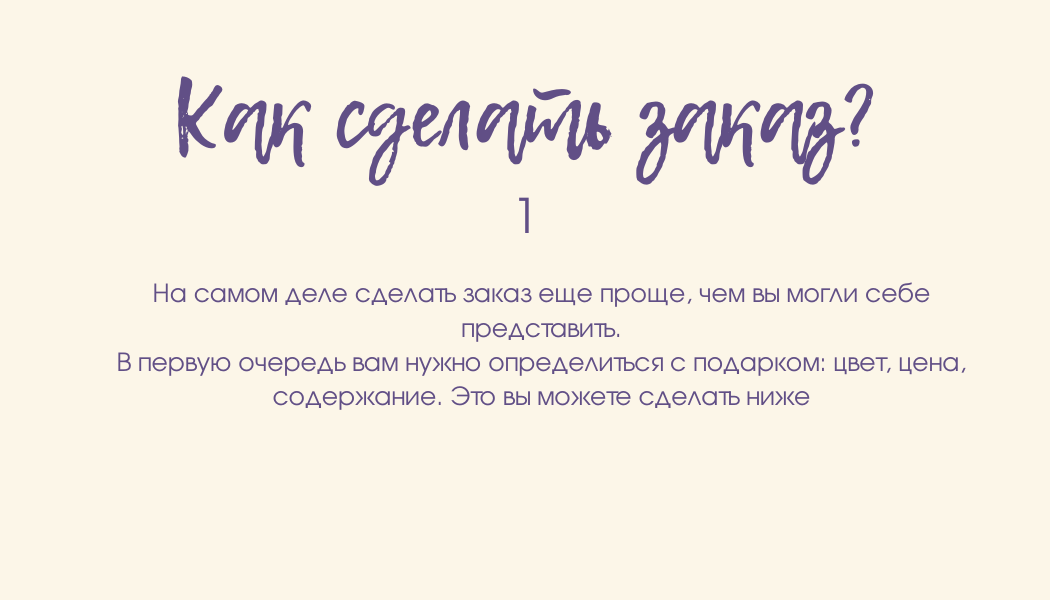 Как сделать заказ?
1
На самом деле сделать заказ еще проще, чем вы могли себе
представить.
В первую очередь вам нужно определиться с подарком: цвет, цена,
содержание. Это вы можете сделать ниже